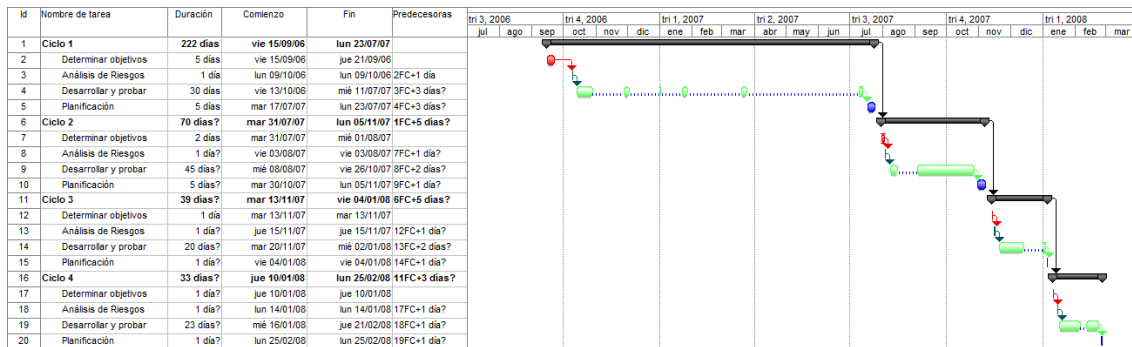 Id Nombre de tarea Duración Comienzo Fin Predecesoras
tri 3, 2006 tri 4, 2006 tri 1, 2007 tri 2, 2007 tri 3, 2007 tri 4, 2007 tri 1, 2008
jul ago sep oct nov dic ene feb mar abr may jun jul ago sep oct nov dic ene feb mar
1 Ciclo 1 222 días vie 15/09/06 lun 23/07/07
2 Determinar objetivos 5 días vie 15/09/06 jue 21/09/06
3 Análisis de Riesgos 1 día lun 09/10/06 lun 09/10/06 2FC+1 día
4 Desarrollar y probar 30 días vie 13/10/06 mié 11/07/07 3FC+3 días?
5 Planificación 5 días mar 17/07/07 lun 23/07/07 4FC+3 días?
6 Ciclo 2 70 días? mar 31/07/07 lun 05/11/07 1FC+5 días?
7 Determinar objetivos 2 días mar 31/07/07 mié 01/08/07
8 Análisis de Riesgos 1 día? vie 03/08/07 vie 03/08/07 7FC+1 día?
9 Desarrollar y probar 45 días? mié 08/08/07 vie 26/10/07 8FC+2 días?
10 Planificación 5 días? mar 30/10/07 lun 05/11/07 9FC+1 día?
11 Ciclo 3 39 días? mar 13/11/07 vie 04/01/08 6FC+5 días?
12 Determinar objetivos 1 día mar 13/11/07 mar 13/11/07
13 Análisis de Riesgos 1 día? jue 15/11/07 jue 15/11/07 12FC+1 día?
14 Desarrollar y probar 20 días? mar 20/11/07 mié 02/01/08 13FC+2 días?
15 Planificación 1 día? vie 04/01/08 vie 04/01/08 14FC+1 día?
16 Ciclo 4 33 días? jue 10/01/08 lun 25/02/08 11FC+3 días?
17 Determinar objetivos 1 día? jue 10/01/08 jue 10/01/08
18 Análisis de Riesgos 1 día? lun 14/01/08 lun 14/01/08 17FC+1 día?
19 Desarrollar y probar 23 días? mié 16/01/08 jue 21/02/08 18FC+1 día?
20 Planificación 1 día? lun 25/02/08 lun 25/02/08 19FC+1 día?